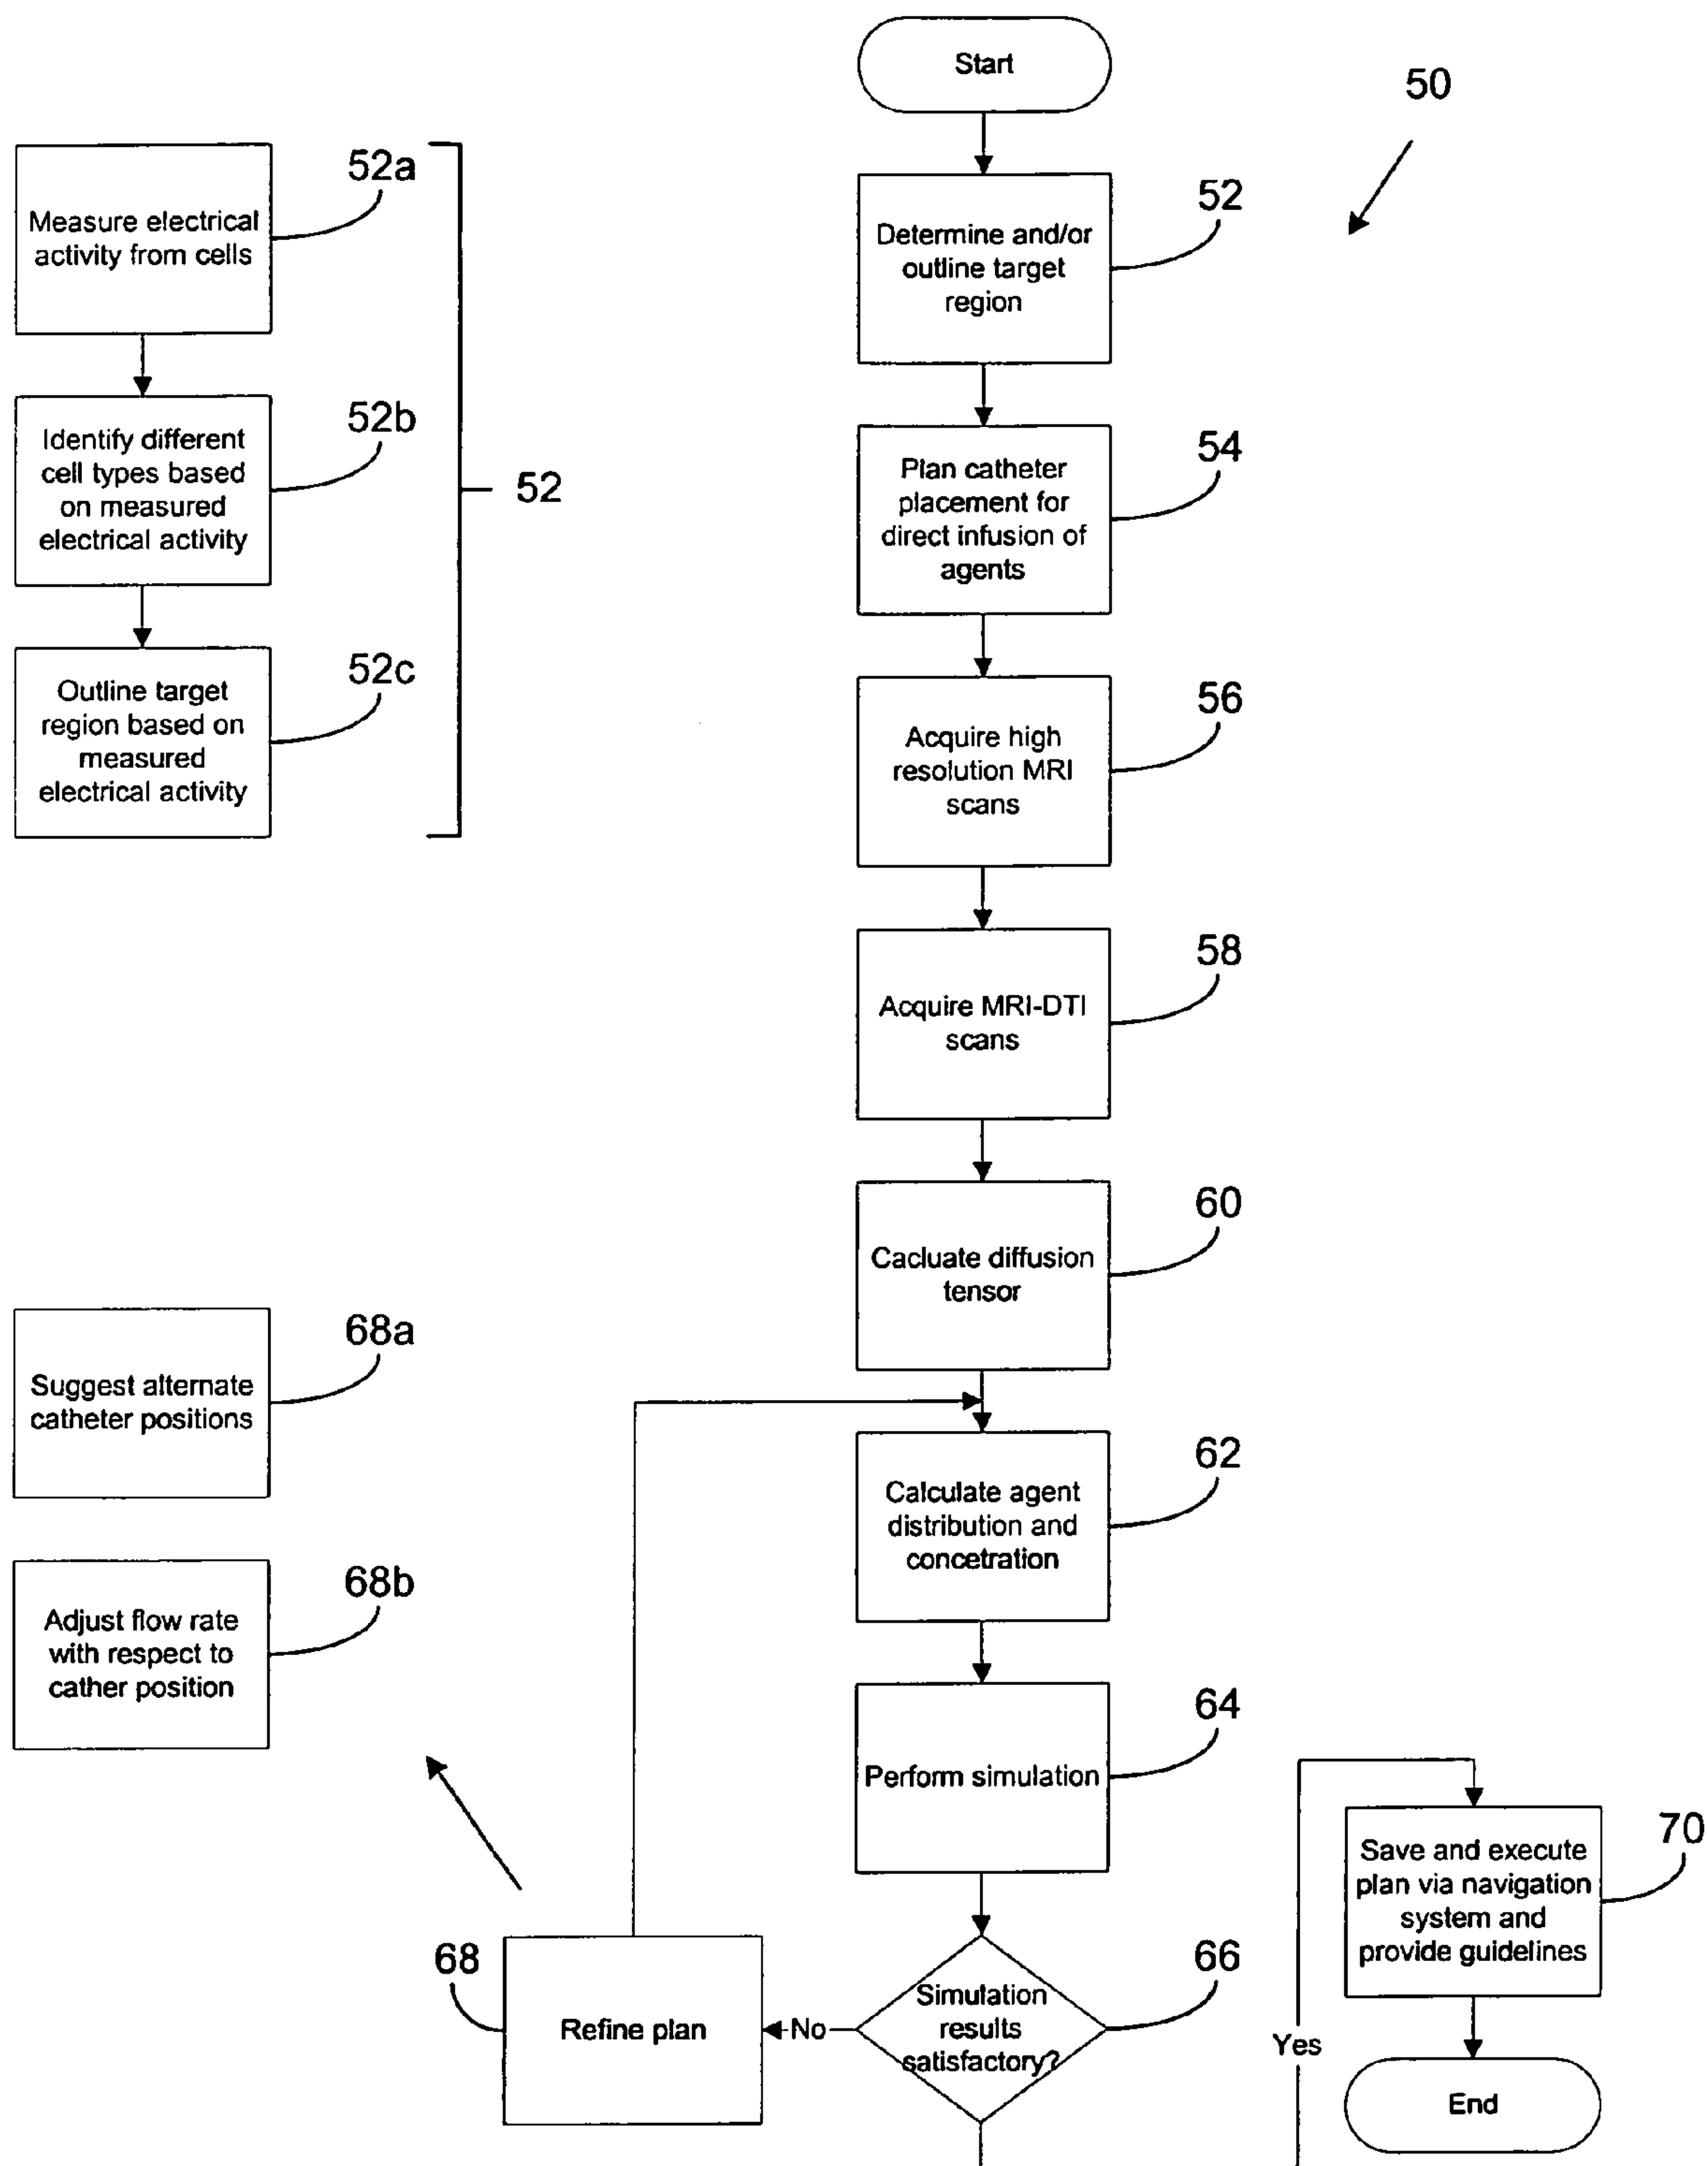 Start
50
52
Determine and/or
outline target
region
54
Plan catheter
placement for
direct infusion of
agents
56
Acquire high
resolution MRI
scans
58
Acquire MRI-DTI
scans
60
Cacluate diffusion
tensor
62
Calculate agent
distribution and
concetration
64
Perform simulation
66
Simulation
results
satisfactory?
No
68
Refine plan
Yes
70
Save and execute
plan via navigation
system and
provide guidelines
End
52a
Measure electrical
activity from cells
52b
Identify different
cell types based
on measured
electrical activity
52
52c
Outline target
region based on
measured
electrical activity
68a
Suggest alternate
catheter positions
68b
Adjust flow rate
with respect to
cather position